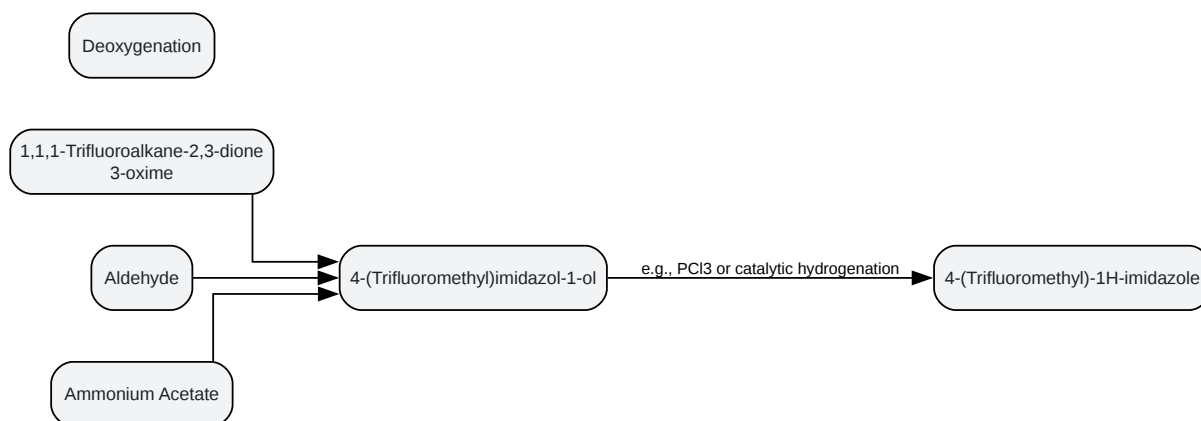 Deoxygenation
1,1,1-Trifluoroalkane-2,3-dione
3-oxime
Aldehyde
4-(Trifluoromethyl)imidazol-1-ol
e.g., PCl3 or catalytic hydrogenation
4-(Trifluoromethyl)-1H-imidazole
Ammonium Acetate